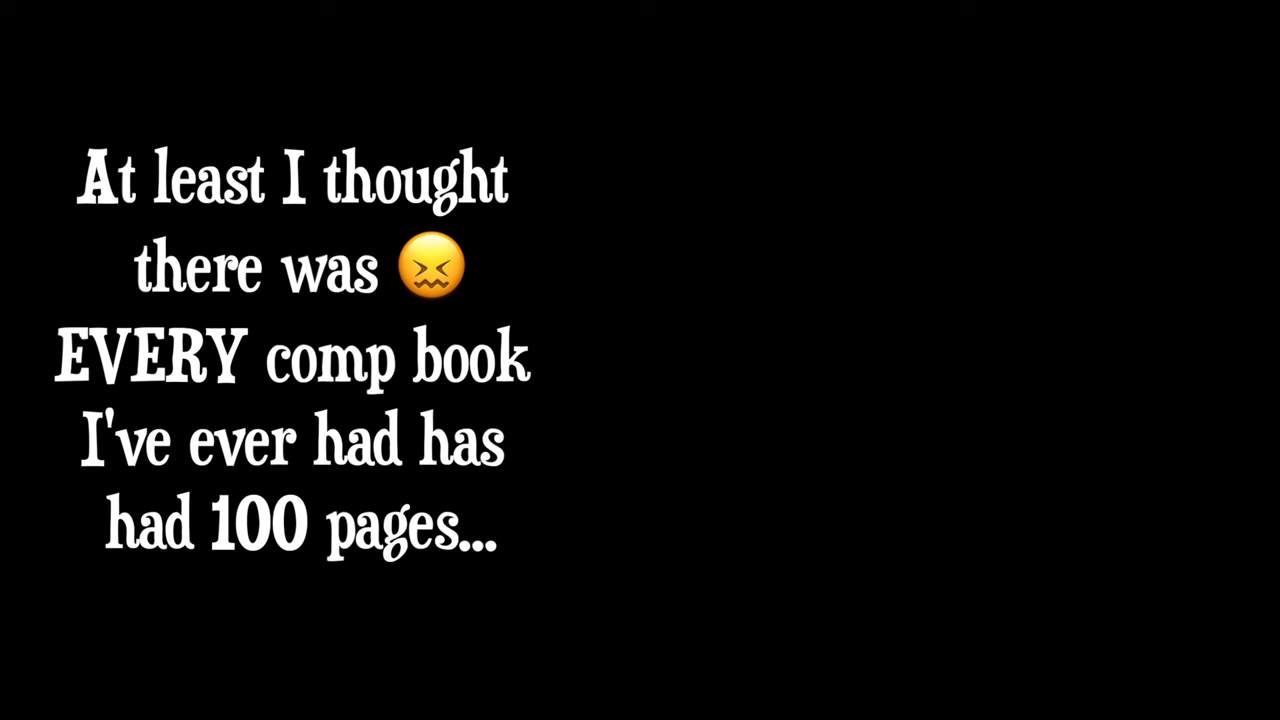 At least I thought
there was 😖
EVERY comp book
I've ever had has
had 100 pages...